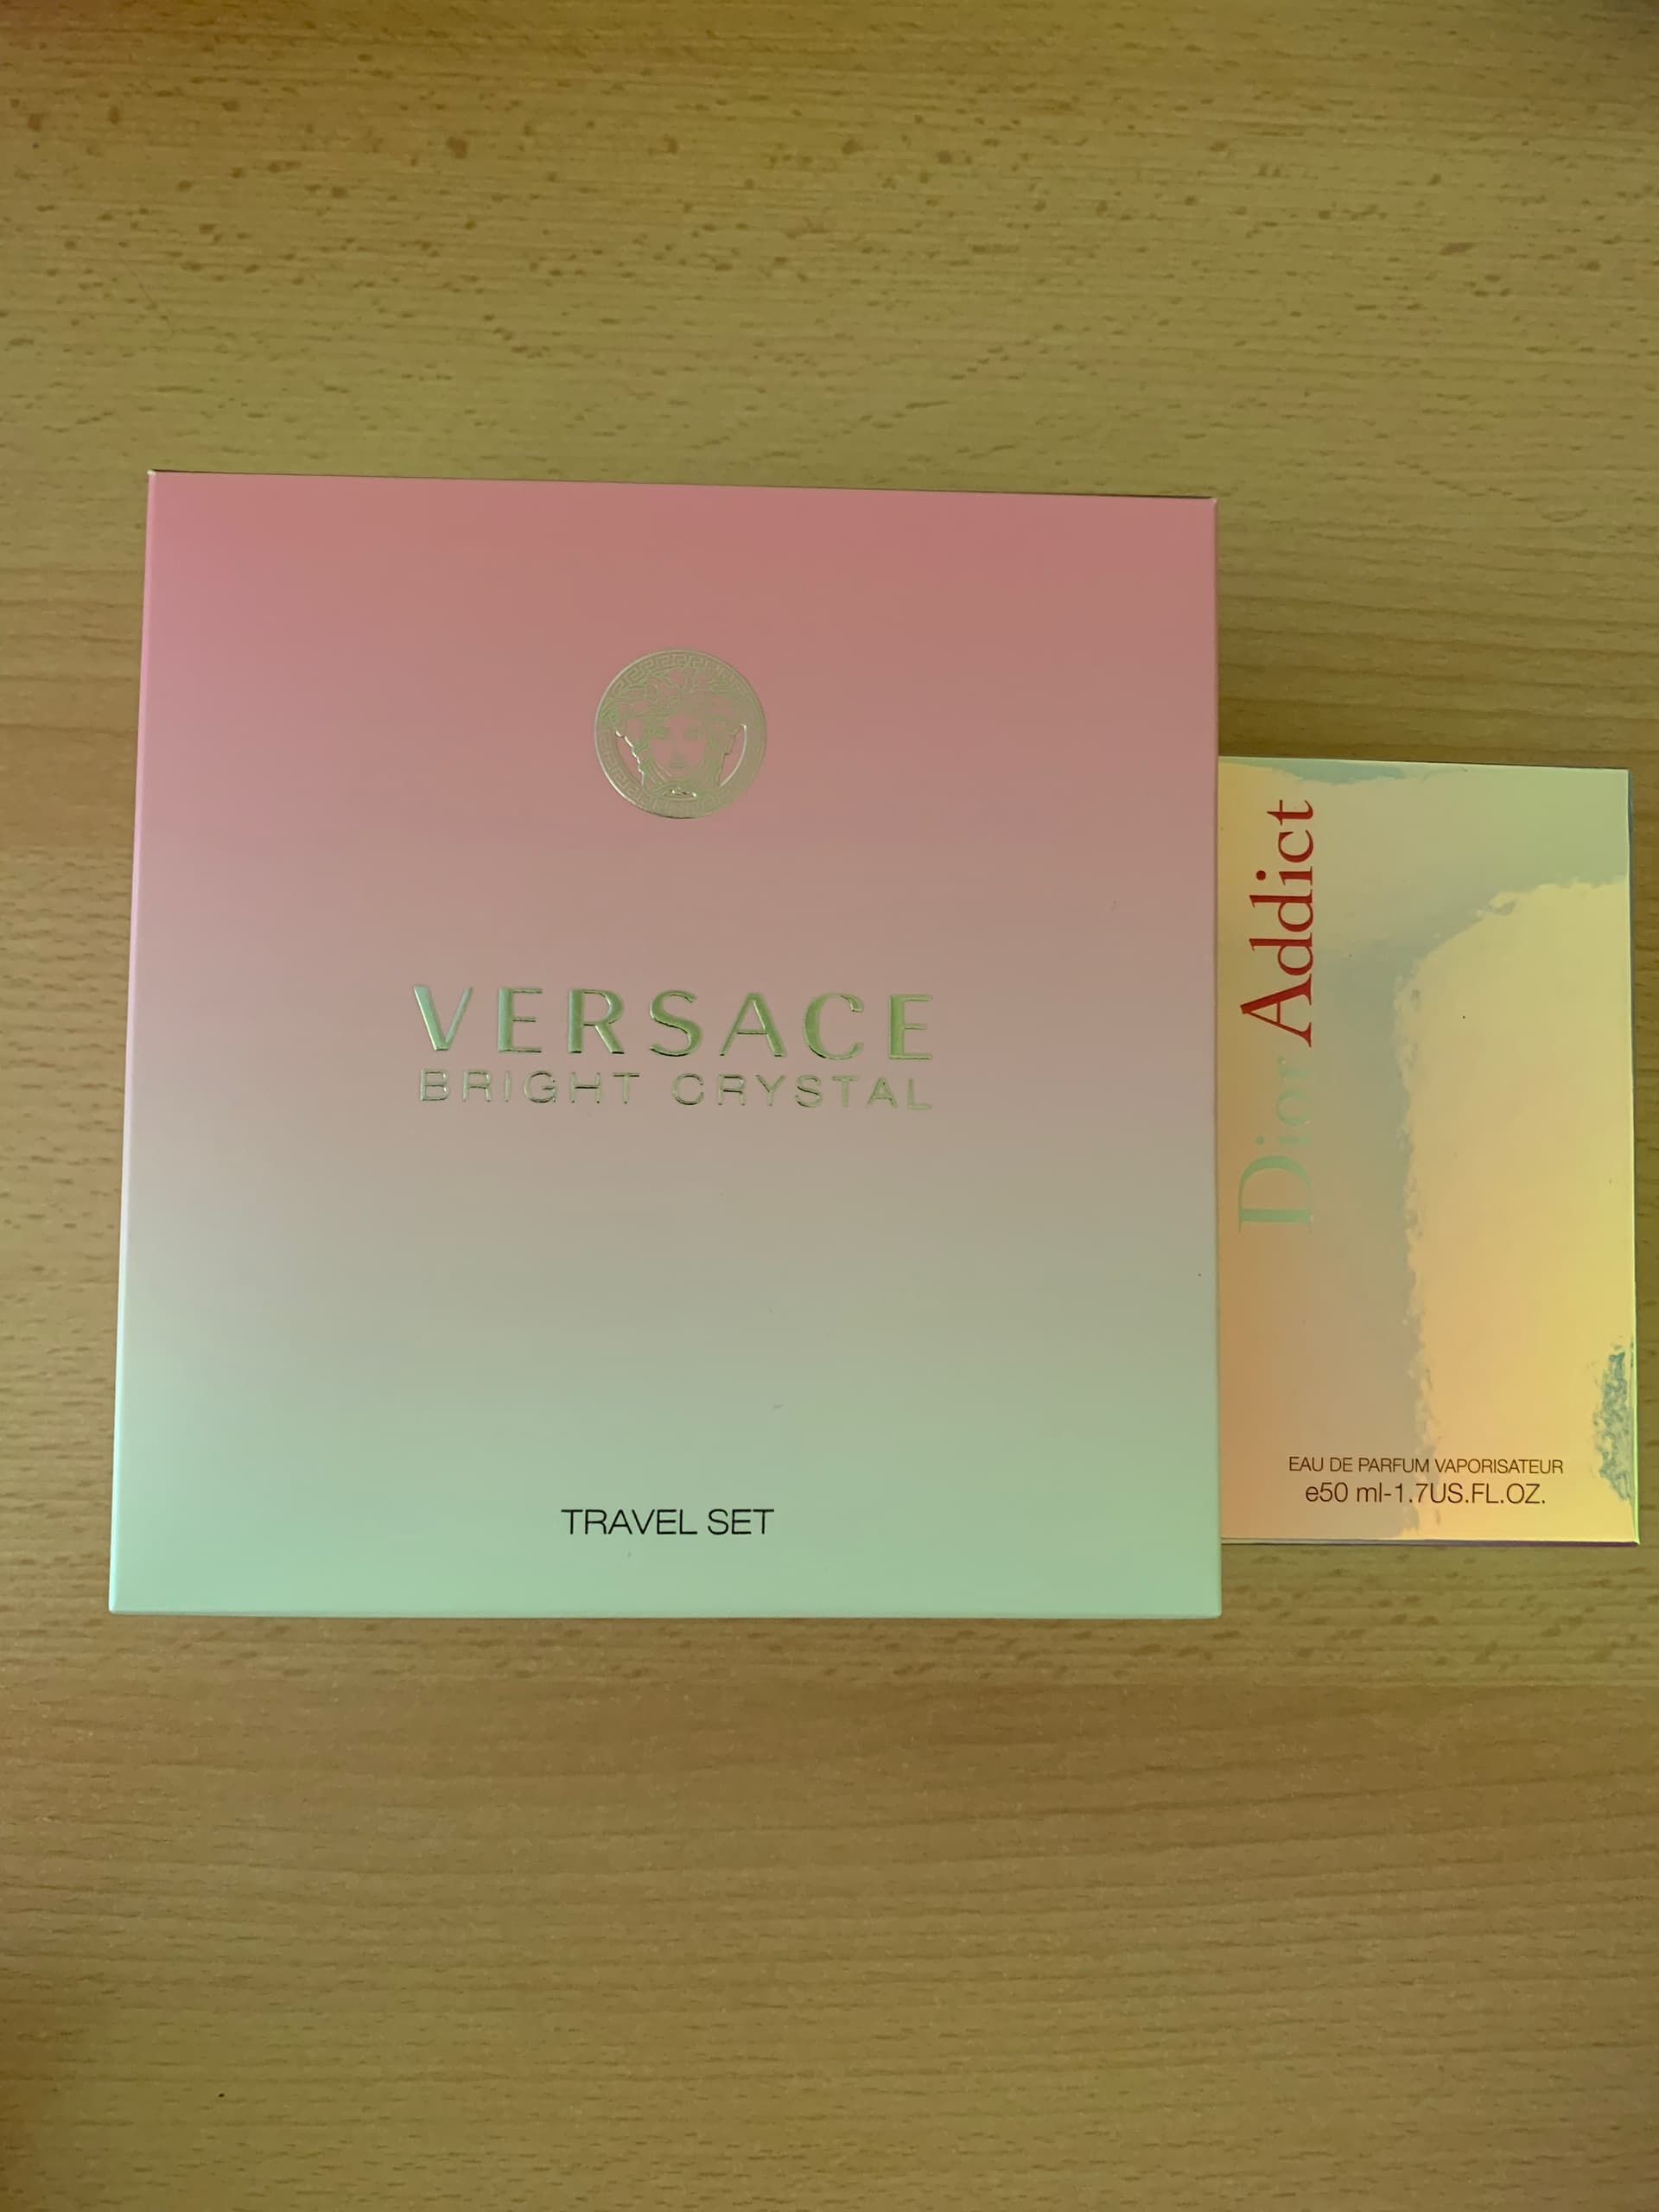 VERSACE
BRIGHT CRYSTAL
TRAVEL SET
Dior Addict
EAU DE PARFUM VAPORISATEUR
e50 ml-1.7US.FL.OZ.